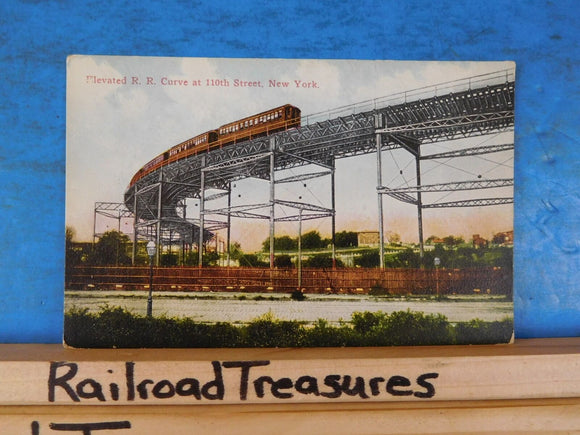 Elevated R. R. Curve at 110th Street, New York.
RailroadTreasures